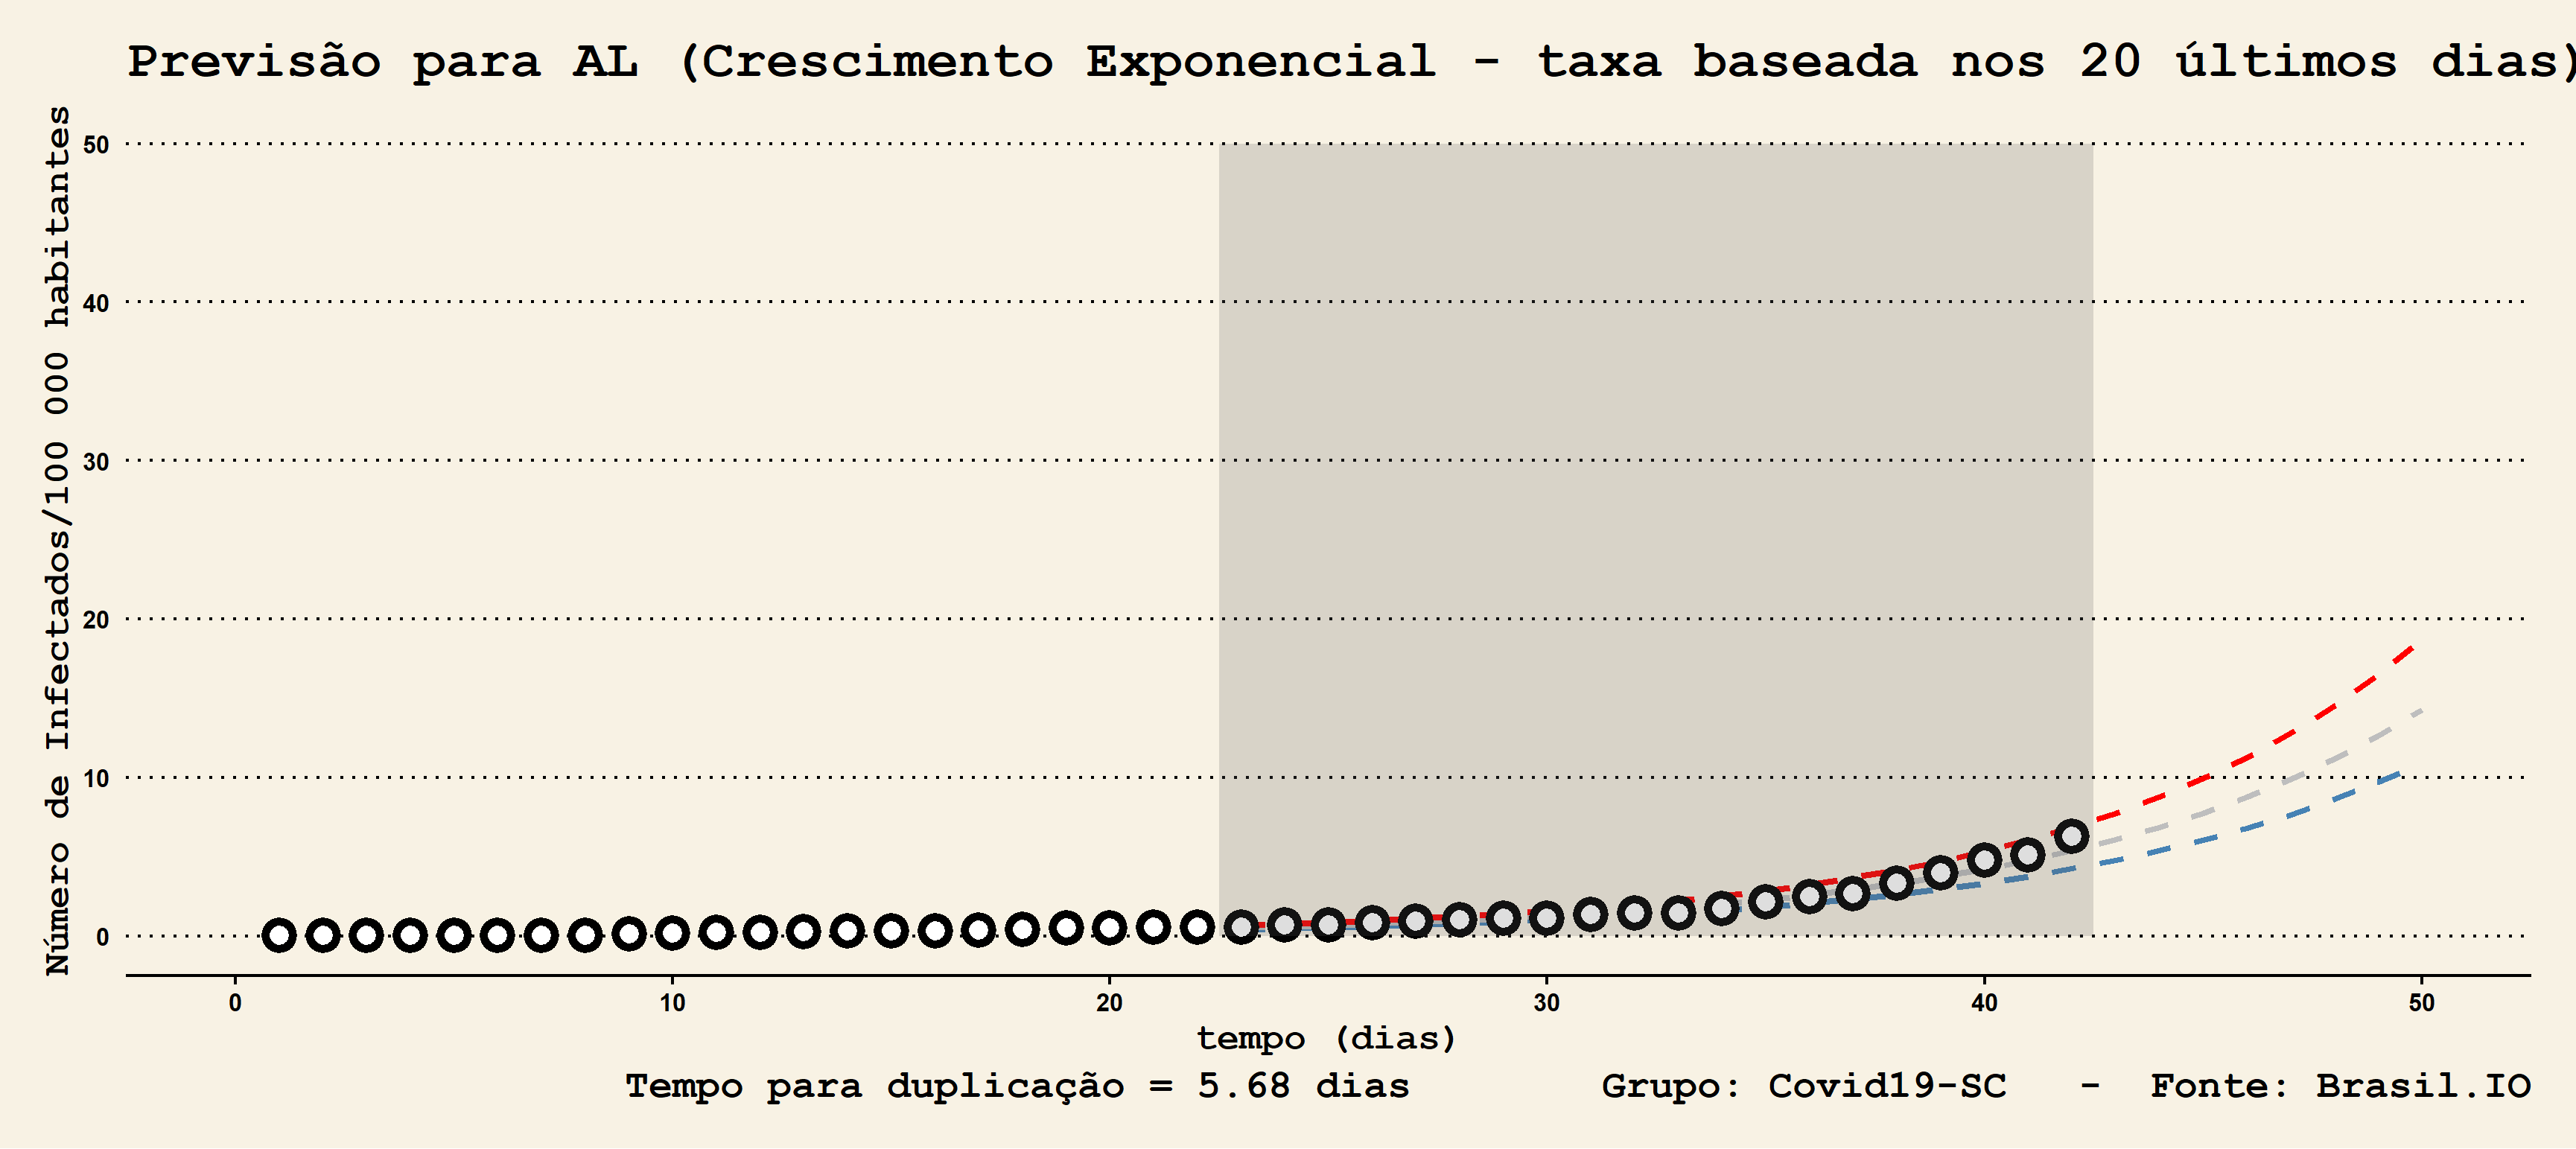 Previsão para AL (Crescimento Exponencial - taxa baseada nos 20 últimos dias)
Número de Infectados/100 000 habitantes
50
40
30
20
10
0
0 10 20 30 40 50
tempo (dias)
Tempo para duplicação = 5.68 dias Grupo: Covid19-SC - Fonte: Brasil.IO